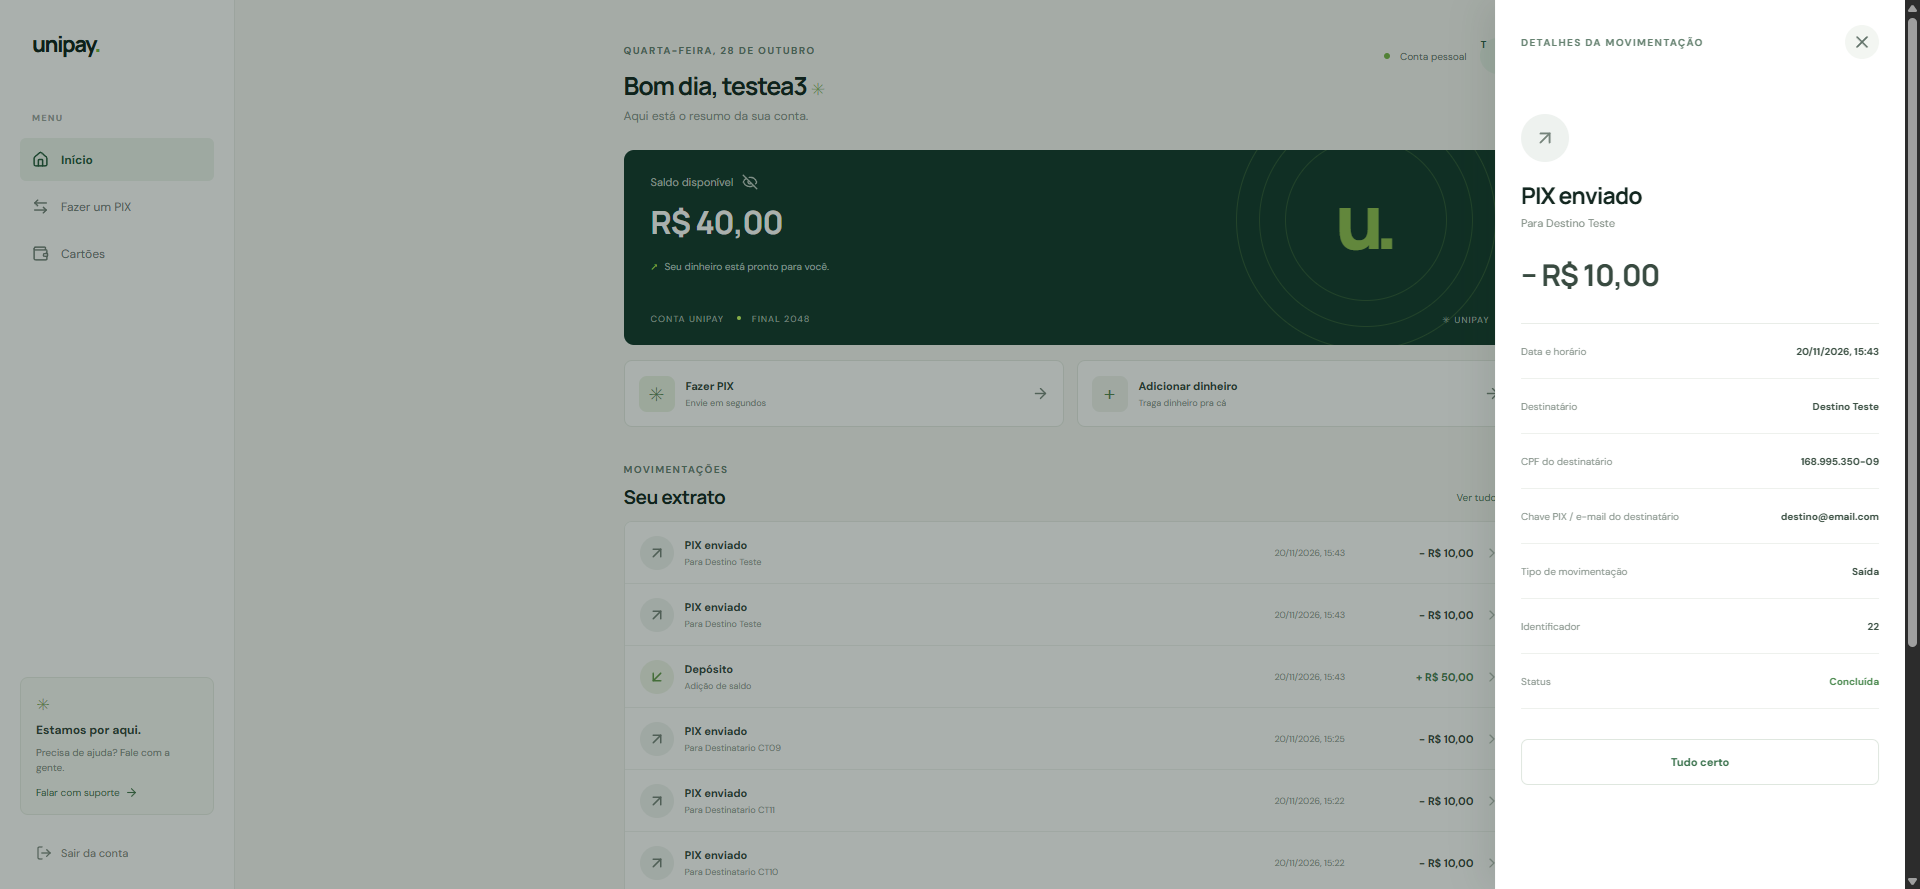 unipay.
MENU
Início
Fazer um PIX
Cartões
Estamos por aqui.
Precisa de ajuda? Fale com a
gente.
Falar com suporte
Sair da conta
QUARTA-FEIRA, 28 DE OUTUBRO
Bom dia, testea3
Aqui está o resumo da sua conta.
Conta pessoal
T
Saldo disponível
R$ 40,00
Seu dinheiro está pronto para você.
CONTA UNIPAY FINAL 2048
u.
UNIPAY
Fazer PIX
Envie em segundos
Adicionar dinheiro
Traga dinheiro pra cá
MOVIMENTAÇÕES
Seu extrato
Ver tudo
PIX enviado
Para Destino Teste
20/11/2026, 15:43
− R$ 10,00
PIX enviado
Para Destino Teste
20/11/2026, 15:43
− R$ 10,00
Depósito
Adição de saldo
20/11/2026, 15:43
+ R$ 50,00
PIX enviado
Para Destinatario CT09
20/11/2026, 15:25
− R$ 10,00
PIX enviado
Para Destinatario CT11
20/11/2026, 15:22
− R$ 10,00
PIX enviado
Para Destinatario CT10
20/11/2026, 15:22
− R$ 10,00
DETALHES DA MOVIMENTAÇÃO
PIX enviado
Para Destino Teste
− R$ 10,00
Data e horário 20/11/2026, 15:43
Destinatário Destino Teste
CPF do destinatário 168.995.350-09
Chave PIX / e-mail do destinatário destino@email.com
Tipo de movimentação Saída
Identificador 22
Status Concluída
Tudo certo